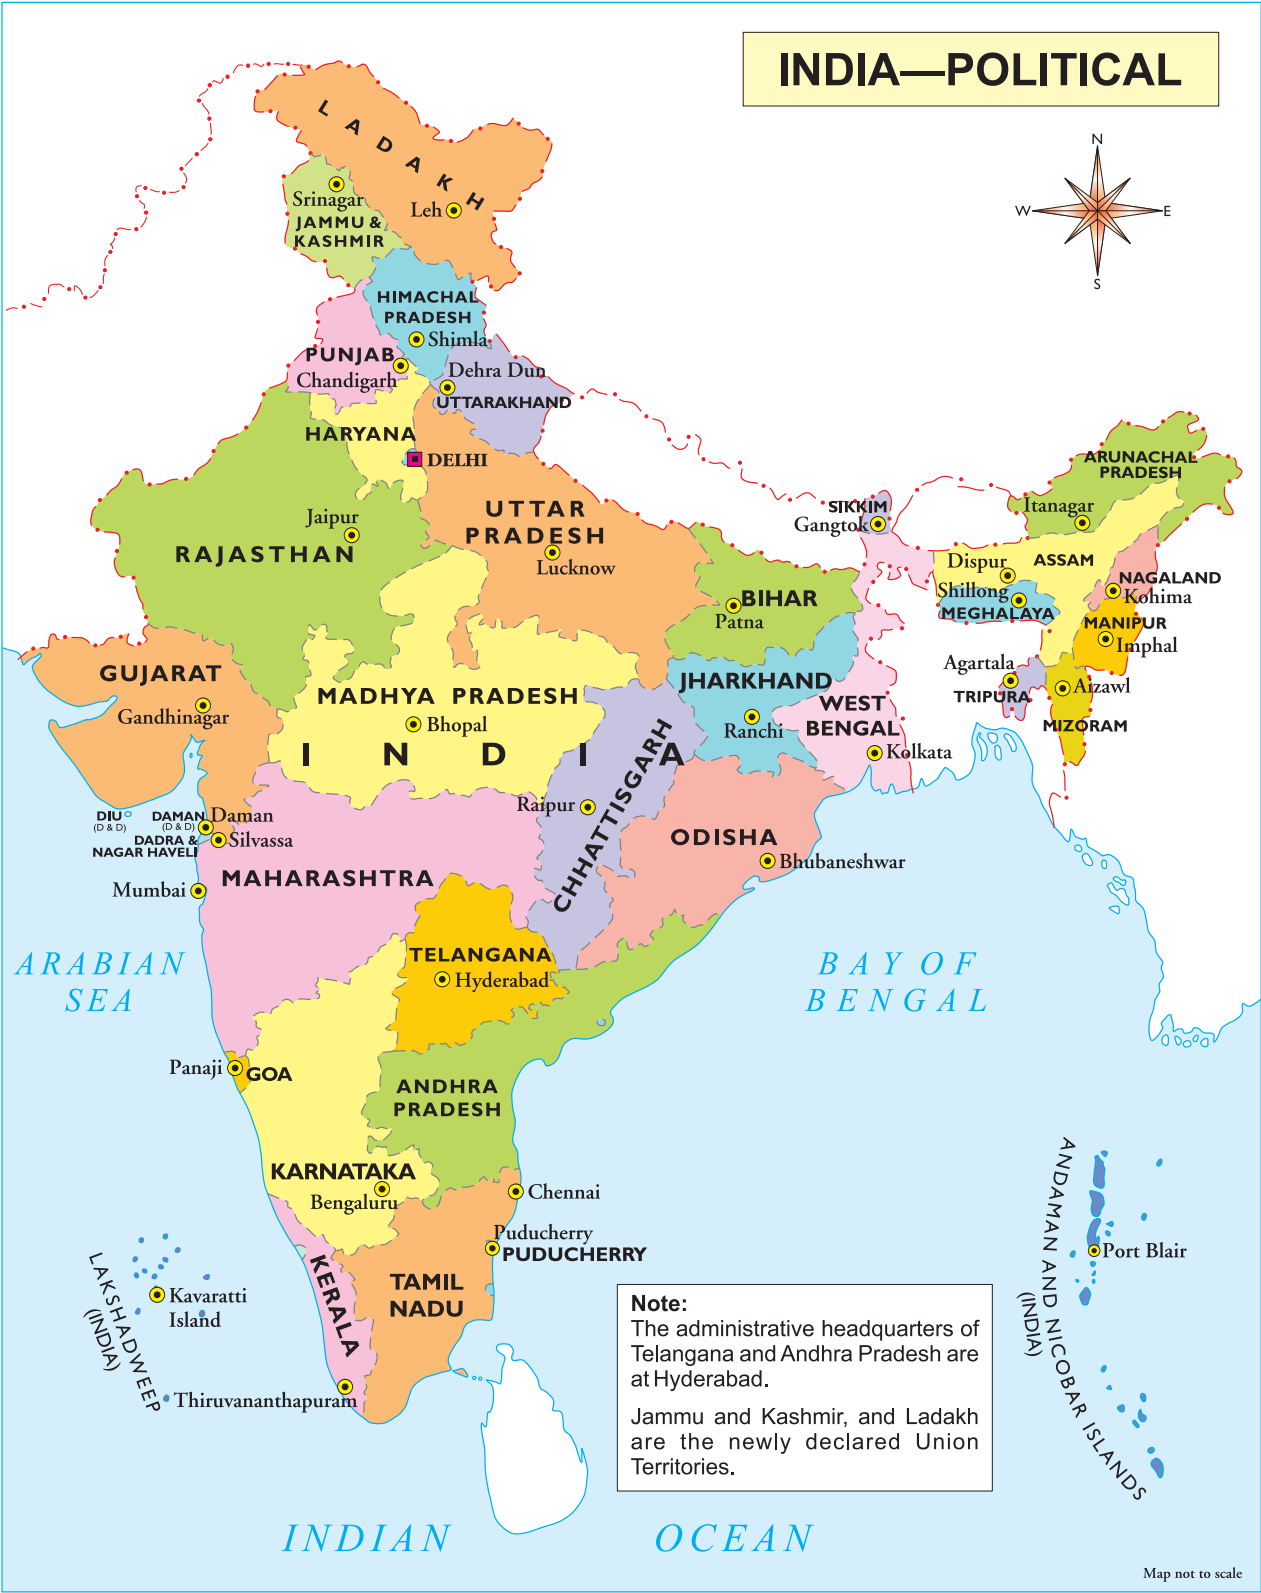 INDIA—POLITICAL
N
W
E
S
LADAKH
Srinagar
Leh
JAMMU &
KASHMIR
HIMACHAL
PRADESH
Shimla
PUNJAB
Chandigarh
Dehra Dun
UTTARAKHAND
HARYANA
DELHI
ARUNACHAL
PRADESH
Itanagar
SIKKIM
Gangtok
UTTAR
PRADESH
Lucknow
Jaipur
RAJASTHAN
Dispur
ASSAM
Shillong
MEGHALAYA
NAGALAND
Kohima
MANIPUR
Imphal
BIHAR
Patna
Agartala
TRIPURA
Aizawl
MIZORAM
GUJARAT
Gandhinagar
MADHYA PRADESH
Bhopal
JHARKHAND
Ranchi
WEST
BENGAL
Kolkata
INDIA
CHHATTISGARH
Raipur
DIU
(D & D)
DAMAN
(D & D)
Daman
DADRA &
NAGAR HAVELI
Silvassa
ODISHA
Bhubaneshwar
Mumbai
MAHARASHTRA
TELANGANA
Hyderabad
ARABIAN
SEA
BAY OF
BENGAL
Panaji
GOA
ANDHRA
PRADESH
KARNATAKA
Bengaluru
Chennai
Puducherry
PUDUCHERRY
KERALA
TAMIL
NADU
Thiruvananthapuram
LAKSHADWEEP
(INDIA)
Kavaratti
Island
ANDAMAN AND NICOBAR ISLANDS
(INDIA)
Port Blair
Note:
The administrative headquarters of
Telangana and Andhra Pradesh are
at Hyderabad.
Jammu and Kashmir, and Ladakh
are the newly declared Union
Territories.
INDIAN OCEAN
Map not to scale